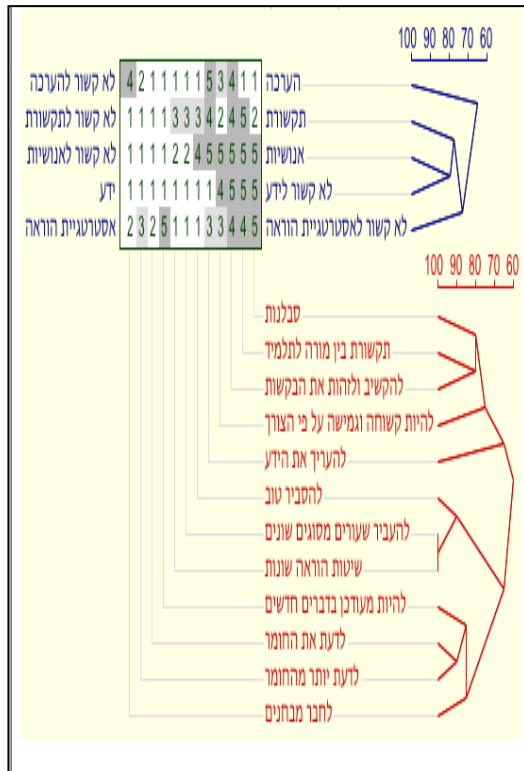 100 90 80 70 60
לא קשור להערכה 4 2 1 1 1 1 1 5 3 4 1 1 הערכה
לא קשור לתקשורת 1 1 1 1 3 3 3 4 2 4 5 2 תקשורת
לא קשור לאנושיות 1 1 1 1 2 2 4 5 5 5 5 5 אנושיות
ידע 1 1 1 1 1 1 1 1 4 5 5 5 לא קשור לידע
אסטרטגיית הוראה 2 3 2 5 1 1 1 3 3 4 4 5 לא קשור לאסטרטגיית הוראה
100 90 80 70 60
סבלנות
תקשורת בין מורה לתלמיד
להקשיב ולזהות את הבקשות
להיות קשוחה וגמישה על פי הצורך
להעריך את הידע
להסביר טוב
להעביר שעורים מסוגים שונים
שיטות הוראה שונות
להיות מעודכן בדברים חדשים
לדעת את החומר
לדעת יותר מהחומר
לחבר מבחנים